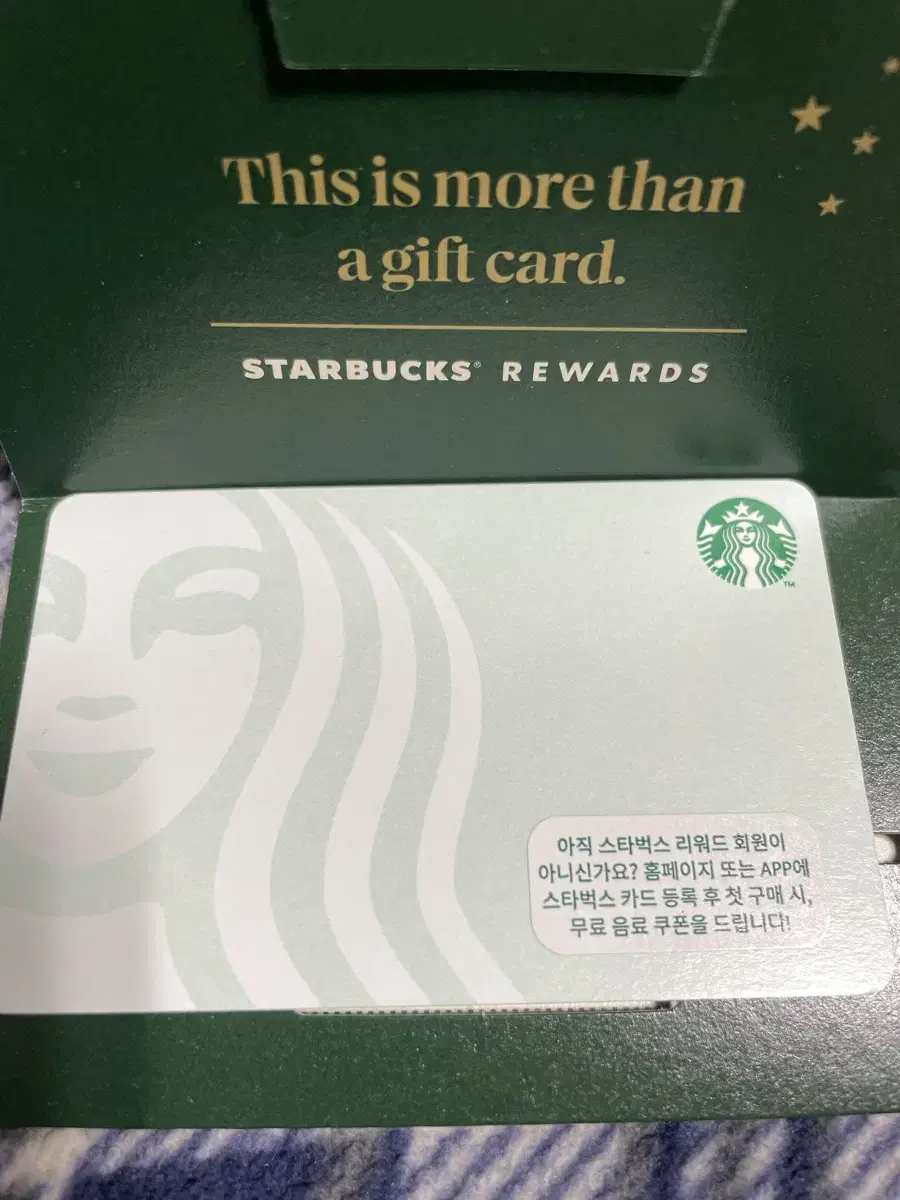 This is more than
a gift card.
STARBUCKS® REWARDS
TM
아직 스타벅스 리워드 회원이
아니신가요? 홈페이지 또는 APP에
스타벅스 카드 등록 후 첫 구매 시,
무료 음료 쿠폰을 드립니다!